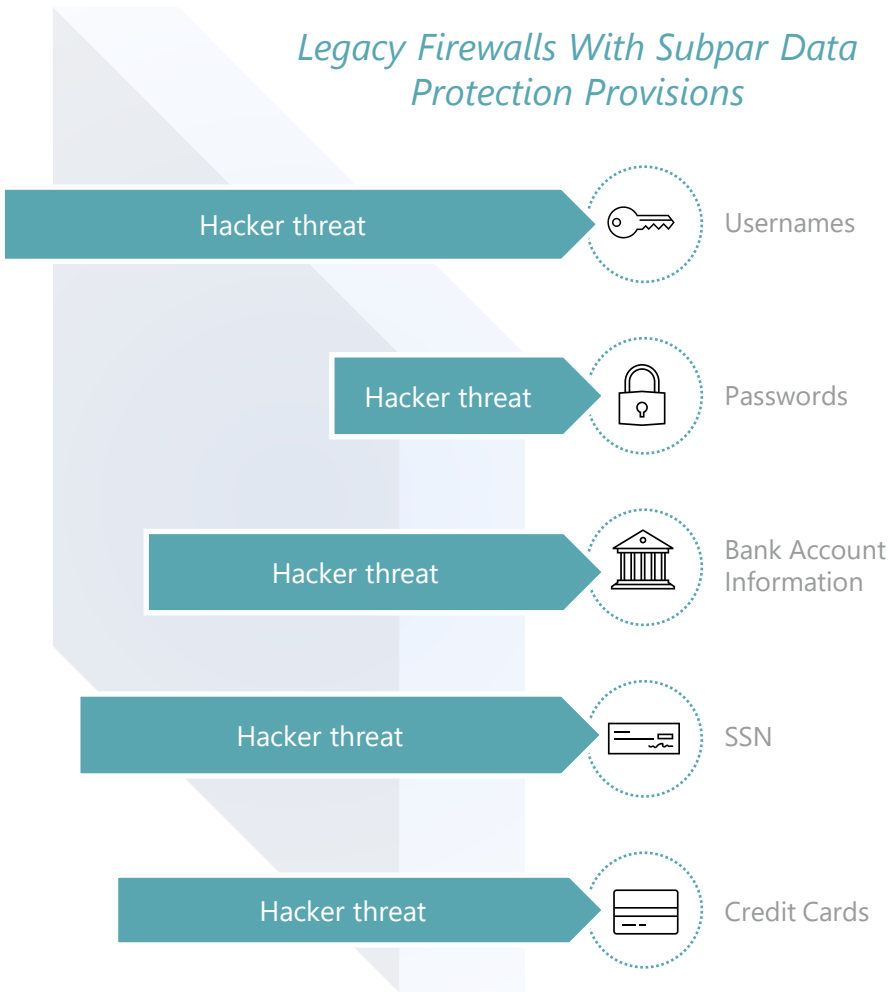 Legacy Firewalls With Subpar Data
Protection Provisions
Hacker threat
Usernames
Hacker threat
Passwords
Hacker threat
Bank Account
Information
Hacker threat
SSN
Hacker threat
Credit Cards